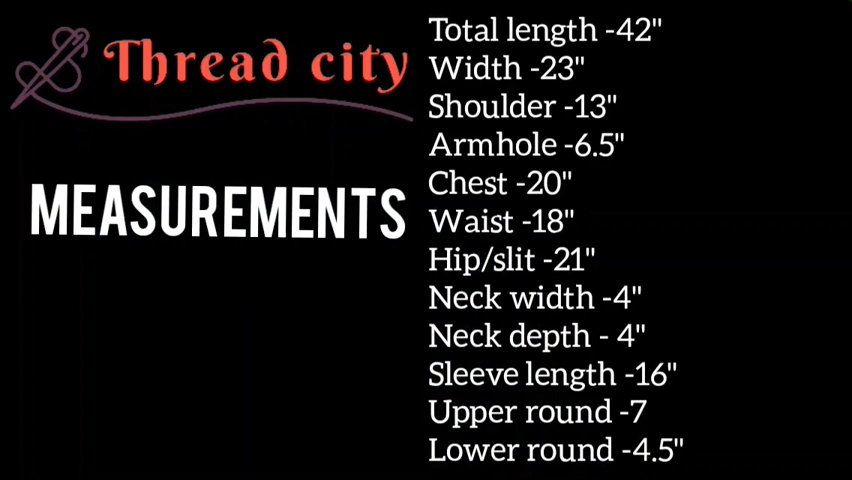 Thread city
MEASUREMENTS
Total length -42"
Width -23"
Shoulder -13"
Armhole -6.5"
Chest -20"
Waist -18"
Hip/slit -21"
Neck width -4"
Neck depth - 4"
Sleeve length -16"
Upper round -7
Lower round -4.5"